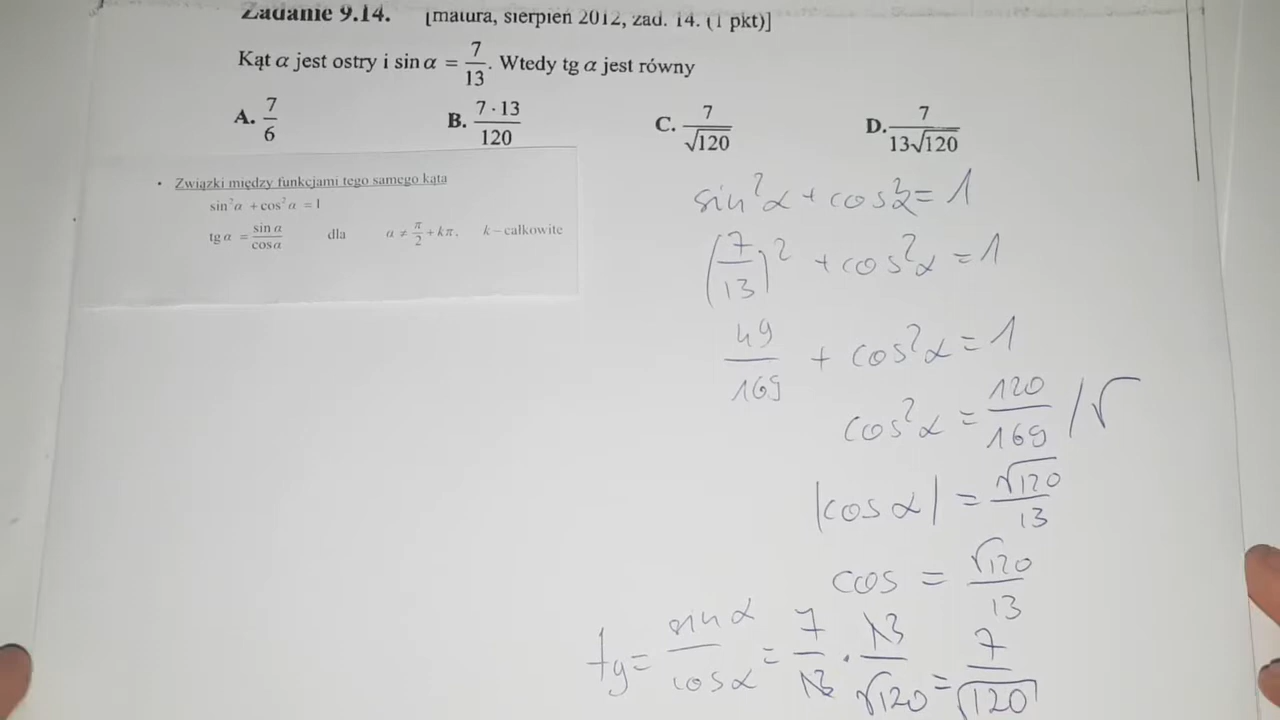 Zadanie 9.14. [matura, sierpień 2012, zad. 14. (1 pkt)]
Kąt α jest ostry i sin α = 7/13. Wtedy tg α jest równy
A. 7/6 B. 7·13/120 C. 7/√120 D. 7/13√120
• Związki między funkcjami tego samego kąta
sin²α + cos²α = 1
tg α = sin α/cos α dla α ≠ π/2 + kπ, k – całkowite
sin²α + cos²α = 1
(7/13)² + cos²α = 1
49/169 + cos²α = 1
cos²α = 120/169 /√
|cos α| = √120/13
cos = √120/13
tg = sin α/cos α = 7/13 · 13/√120 = 7/√120